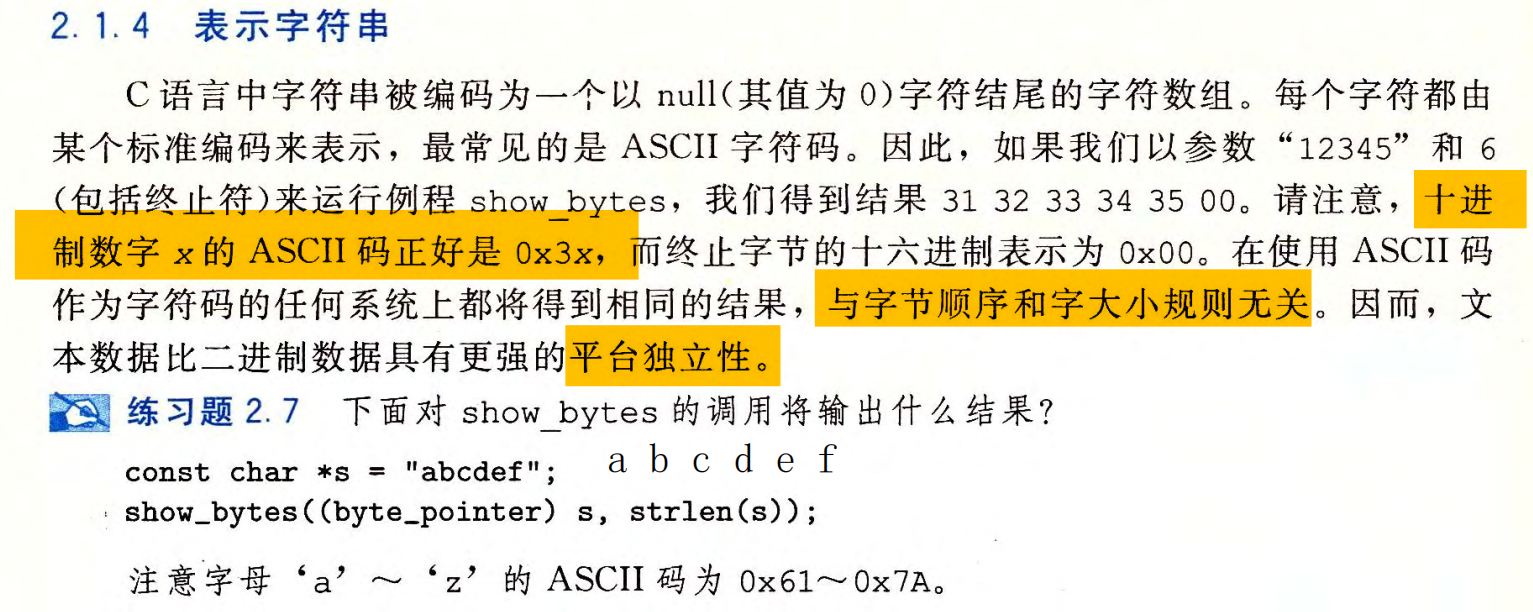 2.1.4 表示字符串
C 语言中字符串被编码为一个以 null(其值为 0)字符结尾的字符数组。每个字符都由
某个标准编码来表示，最常见的是 ASCII 字符码。因此，如果我们以参数“12345”和 6
(包括终止符)来运行例程 show_bytes，我们得到结果 31 32 33 34 35 00。请注意，十进
制数字 x 的 ASCII 码正好是 0x3x，而终止字节的十六进制表示为 0x00。在使用 ASCII 码
作为字符码的任何系统上都将得到相同的结果，与字节顺序和字大小规则无关。因而，文
本数据比二进制数据具有更强的平台独立性。
练习题 2.7 下面对 show_bytes 的调用将输出什么结果?
const char *s = "abcdef"; a b c d e f
show_bytes((byte_pointer) s, strlen(s));
注意字母‘a’～‘z’的 ASCII 码为 0x61～0x7A。